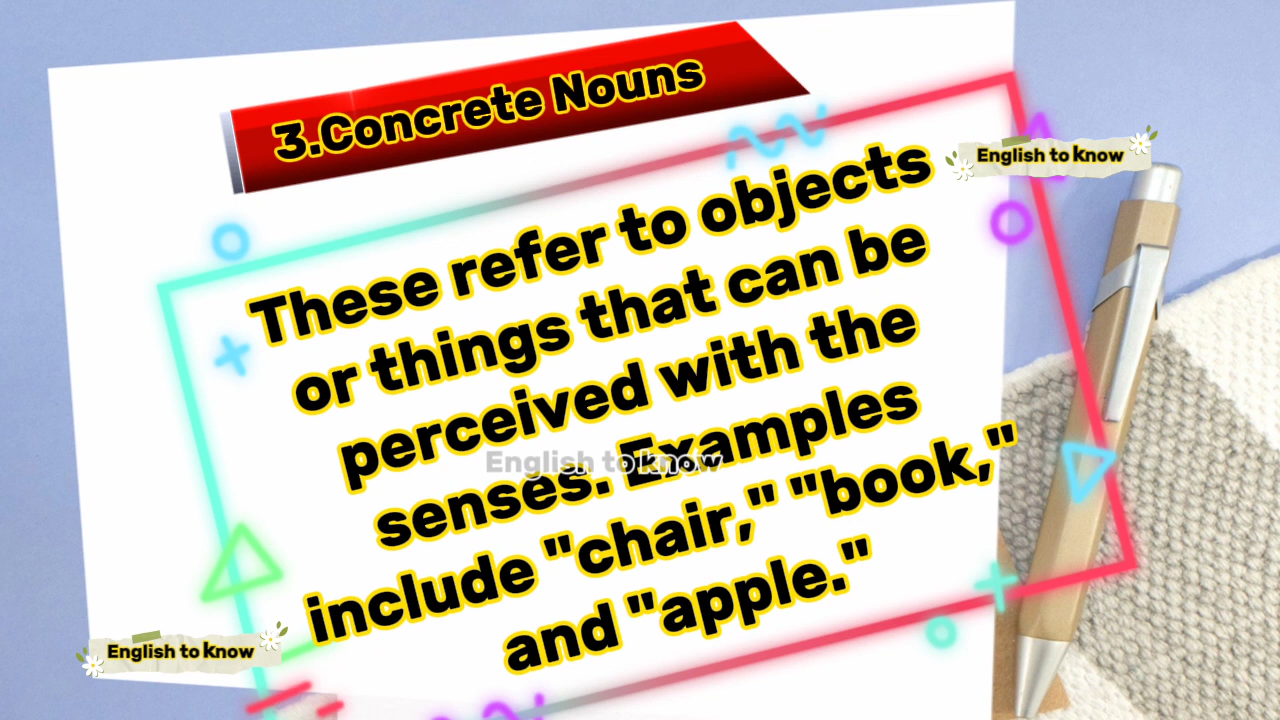 3.Concrete Nouns
English to know
These refer to objects
or things that can be
perceived with the
senses. Examples
English to know
include "chair," "book,"
and "apple."
English to know